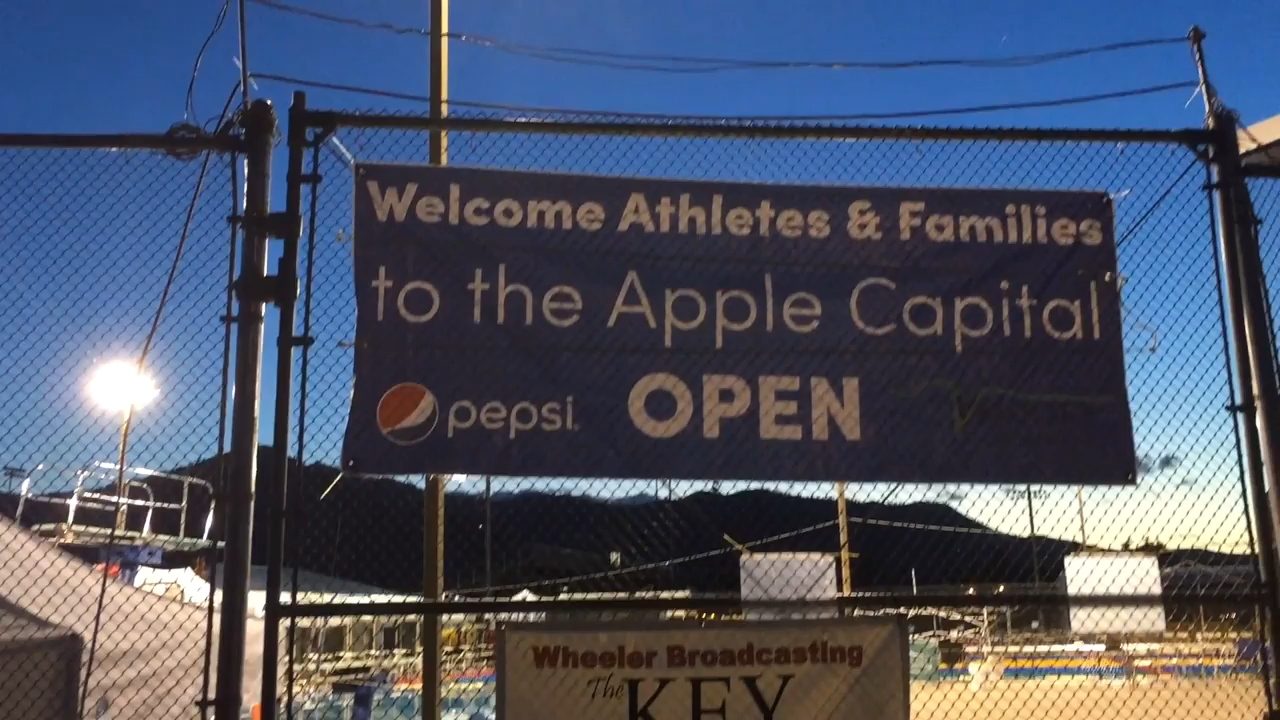 Welcome Athletes & Families
to the Apple Capital
pepsi OPEN
Wheeler Broadcasting
The KEY